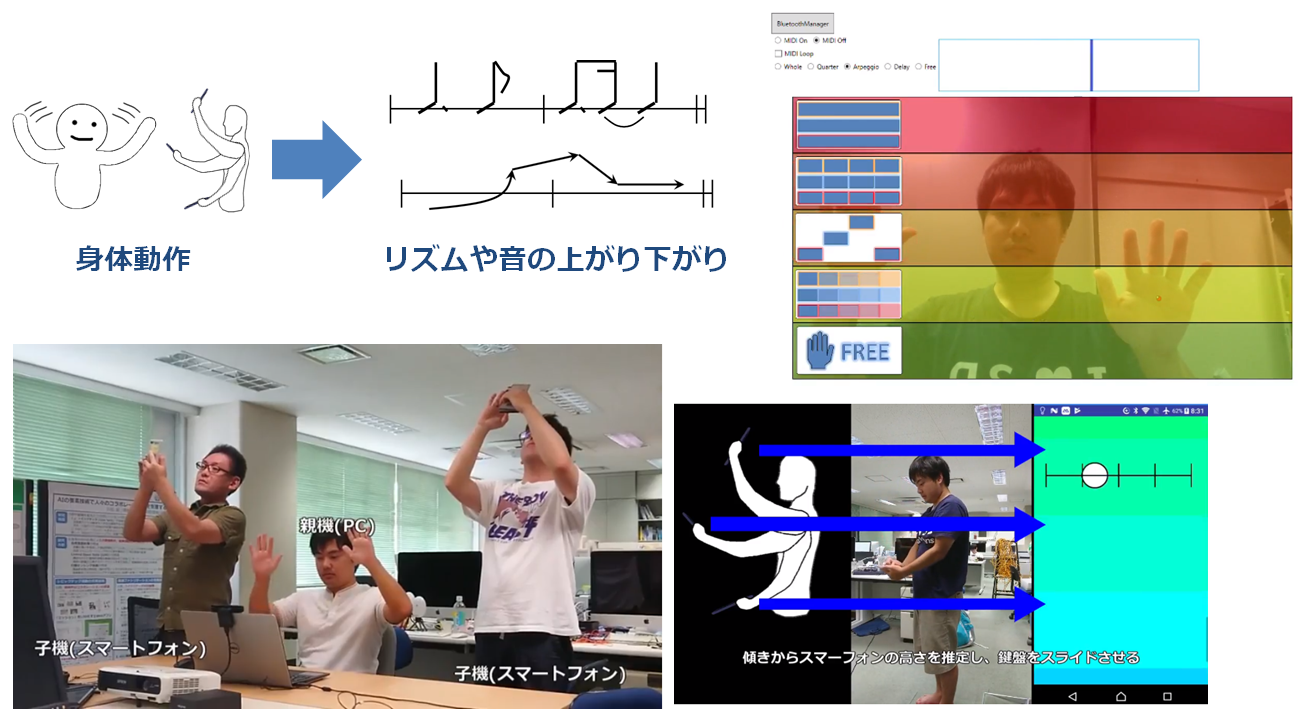 身体動作
リズムや音の上がり下がり
BluetoothManager
MIDI On MIDI Off
MIDI Loop
Whole Quarter Arpeggio Delay Free
FREE
親機(PC)
子機(スマートフォン)
子機(スマートフォン)
62% 8:31
傾きからスマーフォンの高さを推定し、鍵盤をスライドさせる